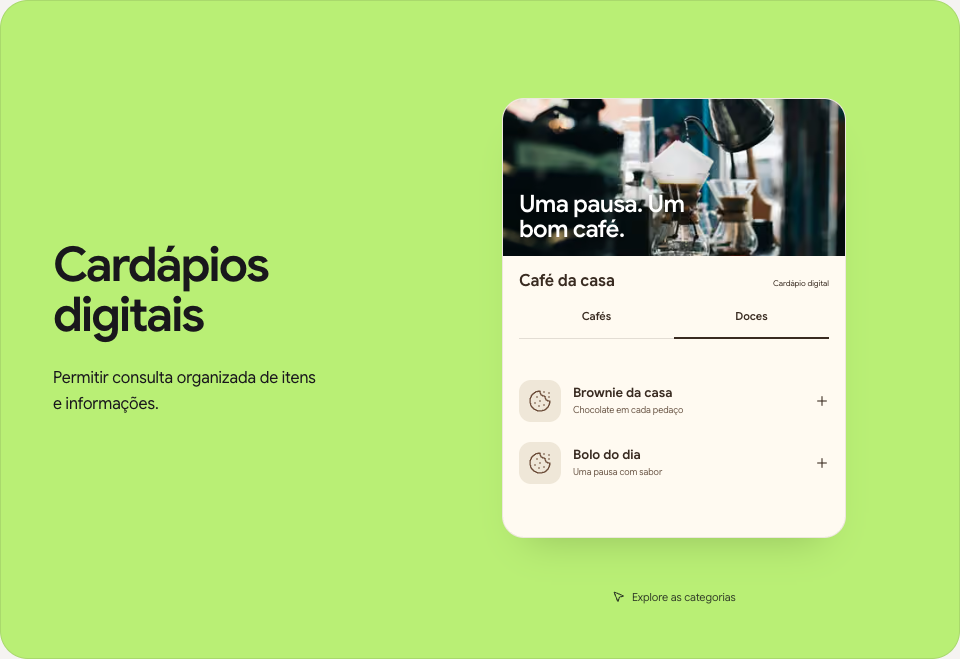 Cardápios
digitais
Permitir consulta organizada de itens
e informações.
Uma pausa. Um
bom café.
Café da casa
Cardápio digital
Cafés
Doces
Brownie da casa
Chocolate em cada pedaço
Bolo do dia
Uma pausa com sabor
Explore as categorias